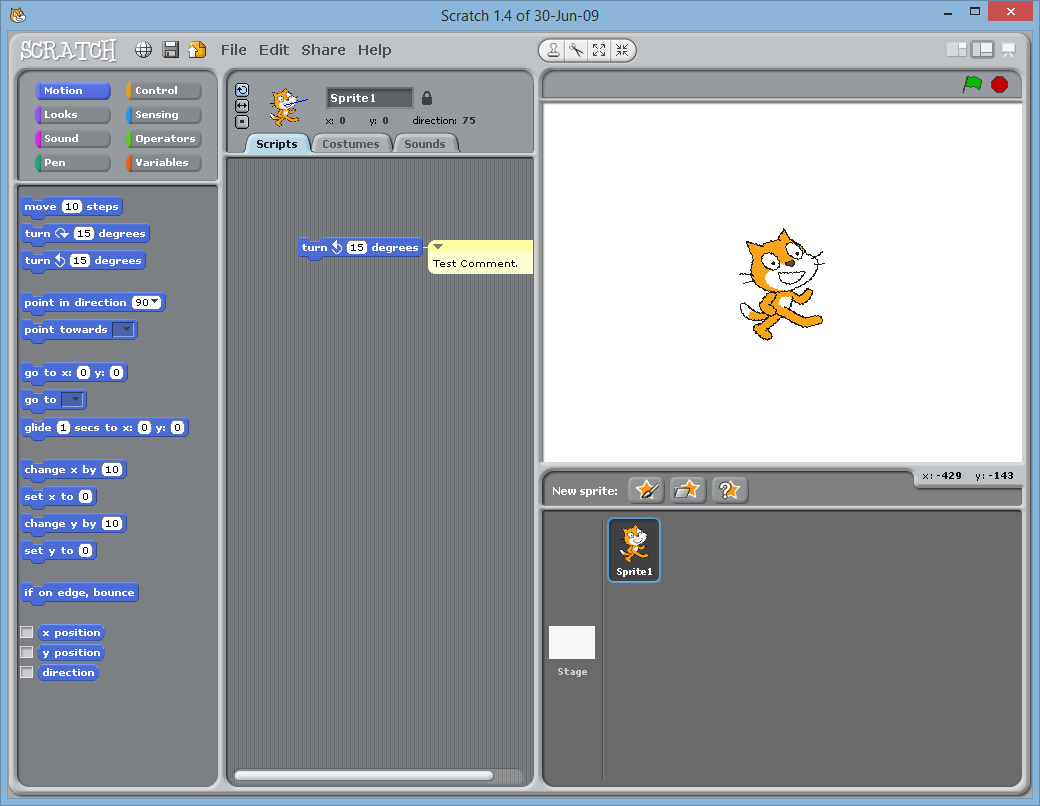 Scratch 1.4 of 30-Jun-09
SCRATCH File Edit Share Help
Motion Control
Looks Sensing
Sound Operators
Pen Variables
move 10 steps
turn 15 degrees
turn 15 degrees
point in direction 90
point towards
go to x: 0 y: 0
go to
glide 1 secs to x: 0 y: 0
change x by 10
set x to 0
change y by 10
set y to 0
if on edge, bounce
x position
y position
direction
Sprite1
x: 0 y: 0 direction: 75
Scripts Costumes Sounds
turn 15 degrees
Test Comment.
x: -429 y: -143
New sprite:
Sprite1
Stage